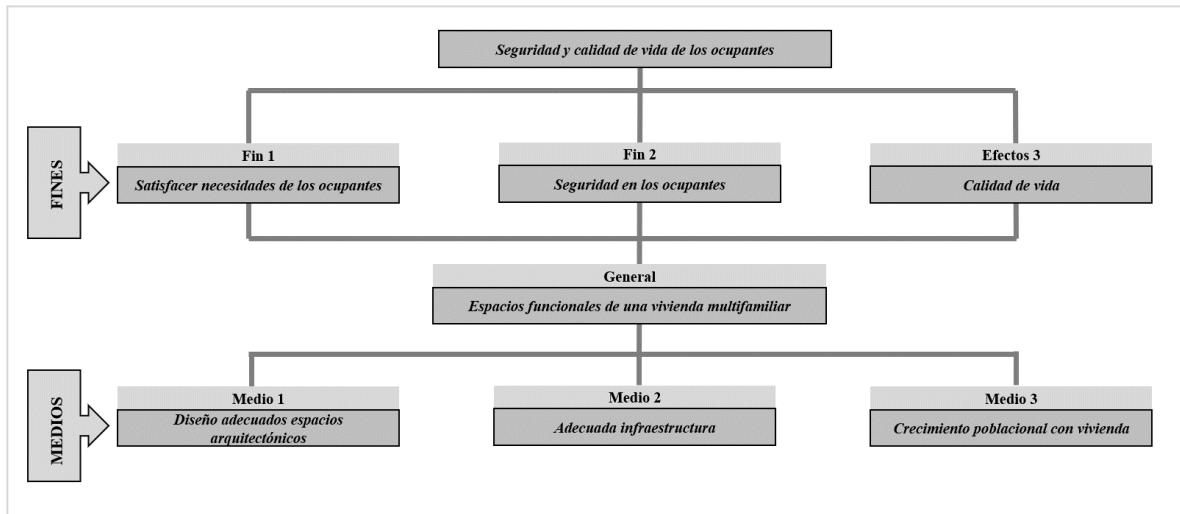 Seguridad y calidad de vida de los ocupantes
FINES
Fin 1
Satisfacer necesidades de los ocupantes
Fin 2
Seguridad en los ocupantes
Efectos 3
Calidad de vida
General
Espacios funcionales de una vivienda multifamiliar
MEDIOS
Medio 1
Diseño adecuados espacios
arquitectónicos
Medio 2
Adecuada infraestructura
Medio 3
Crecimiento poblacional con vivienda